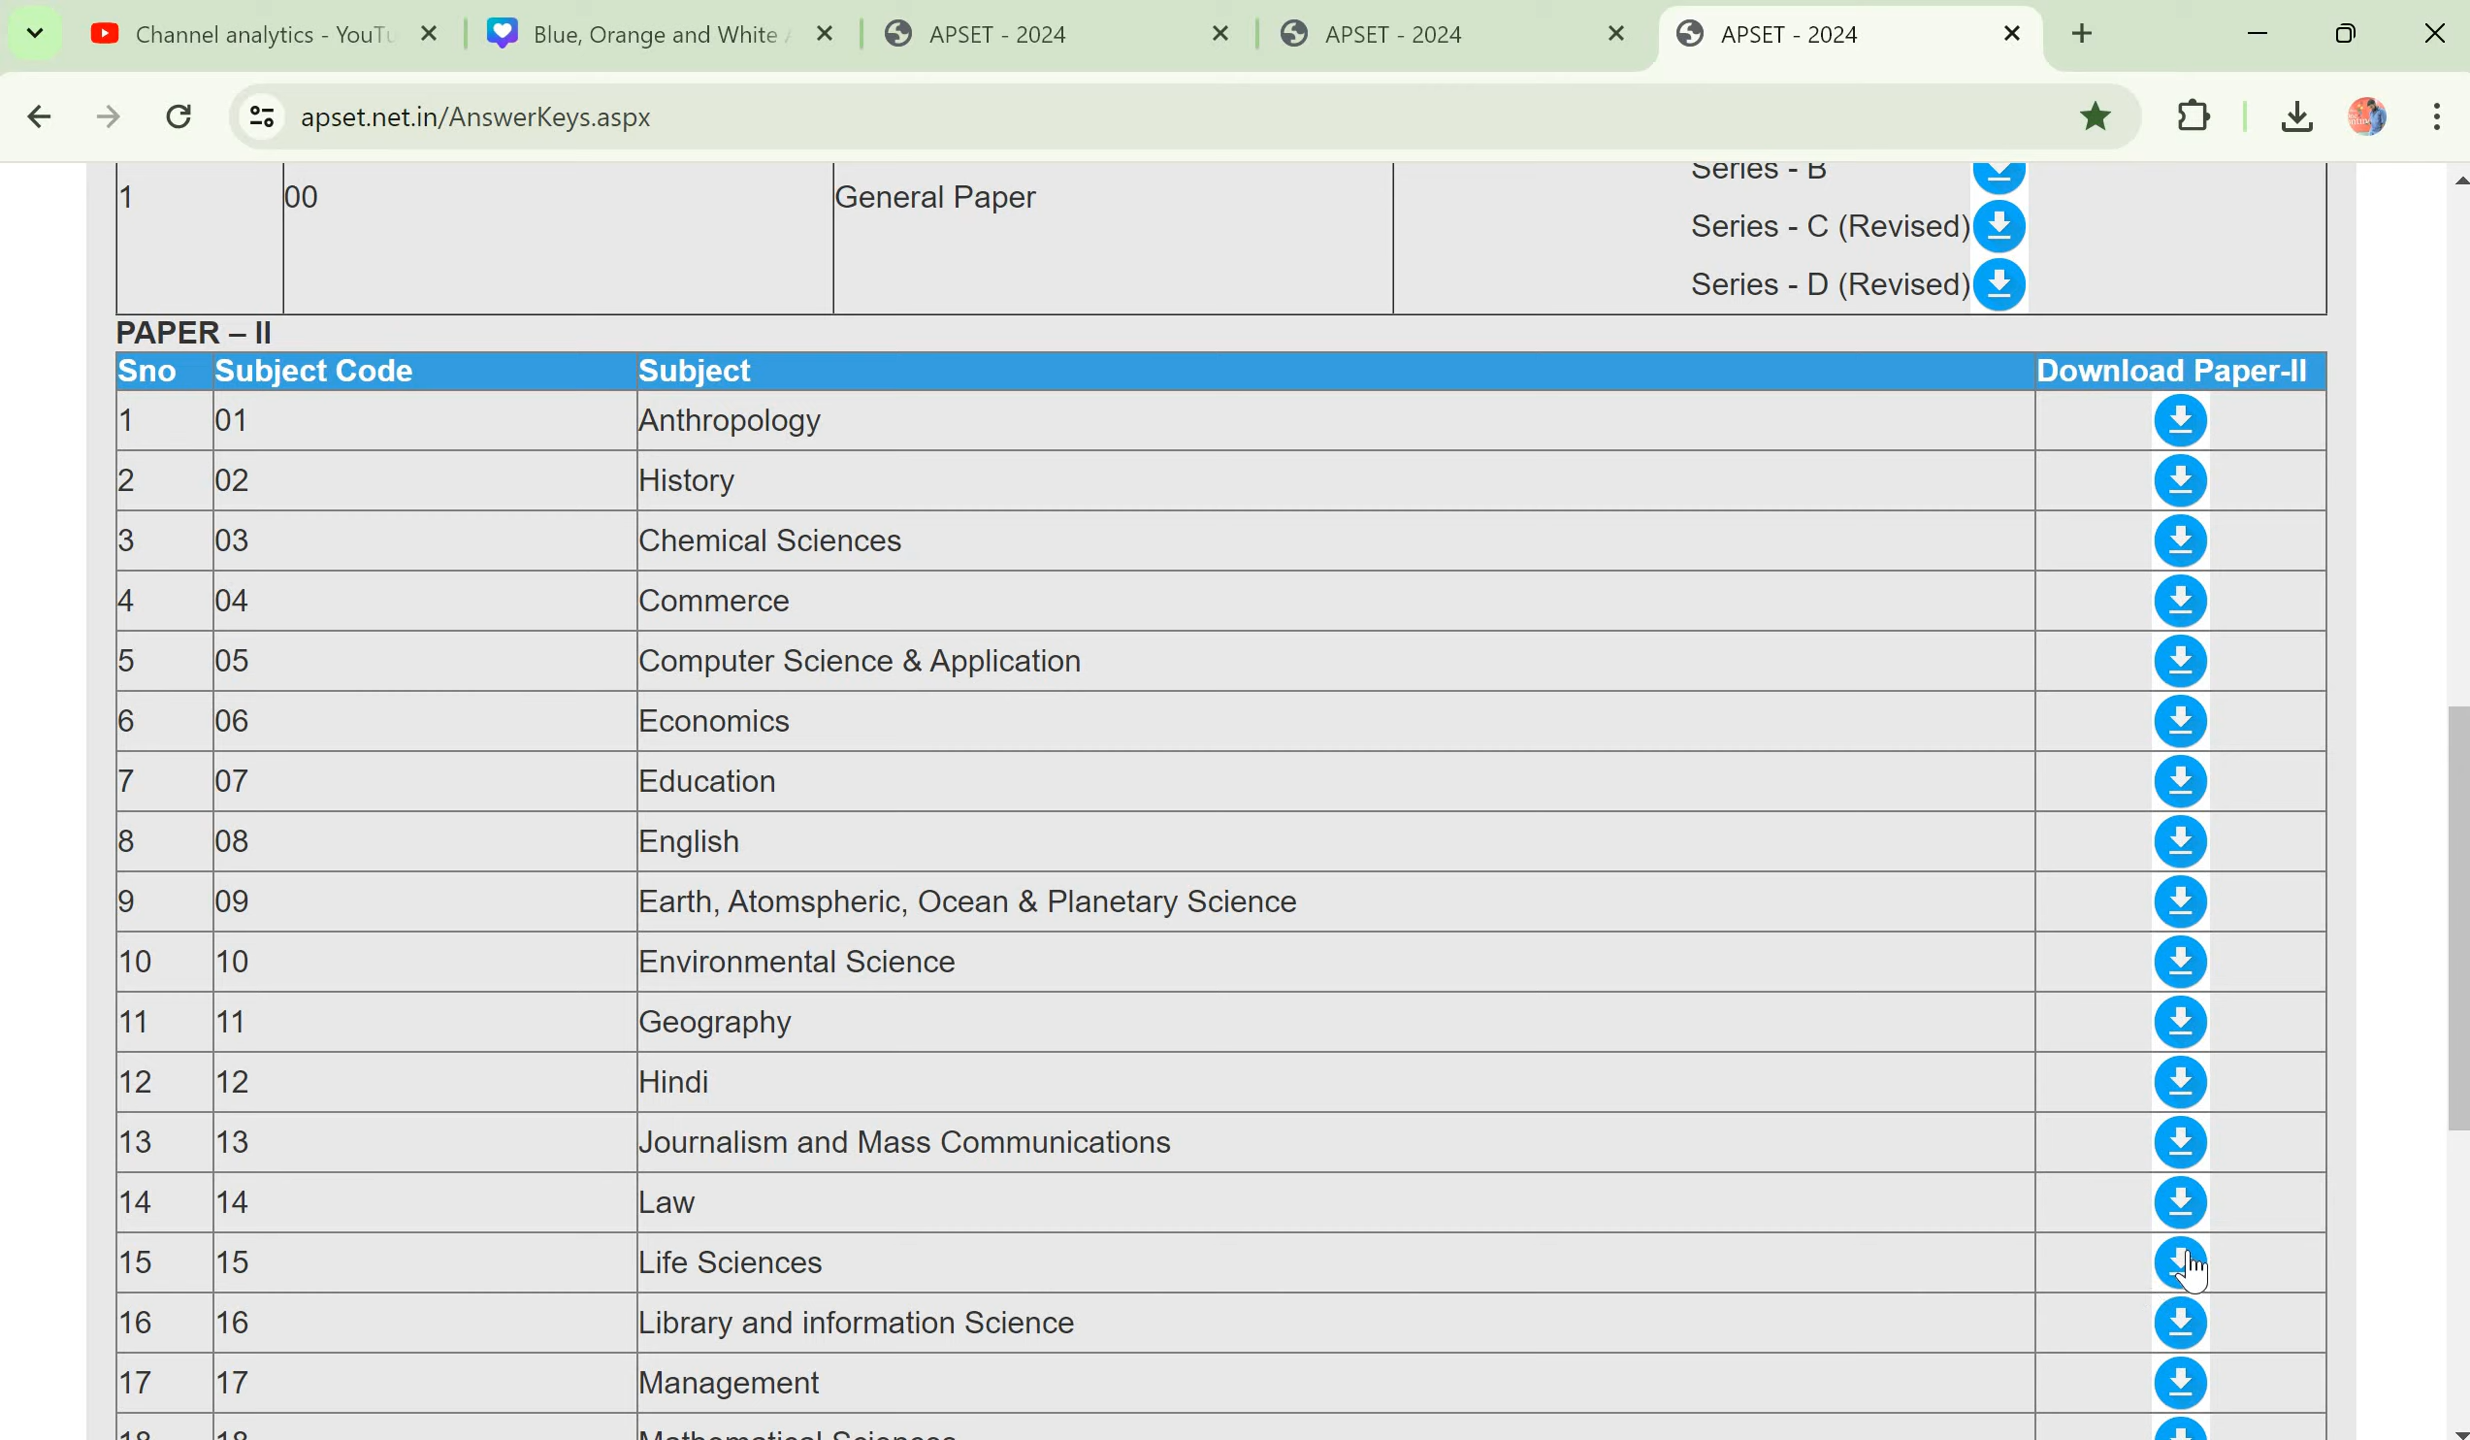 Channel analytics - YouTu
Blue, Orange and White
APSET - 2024
APSET - 2024
APSET - 2024
apset.net.in/AnswerKeys.aspx
Series - B
1 00 General Paper
Series - C (Revised)
Series - D (Revised)
PAPER – II
Sno Subject Code Subject Download Paper-II
1 01 Anthropology
2 02 History
3 03 Chemical Sciences
4 04 Commerce
5 05 Computer Science & Application
6 06 Economics
7 07 Education
8 08 English
9 09 Earth, Atomspheric, Ocean & Planetary Science
10 10 Environmental Science
11 11 Geography
12 12 Hindi
13 13 Journalism and Mass Communications
14 14 Law
15 15 Life Sciences
16 16 Library and information Science
17 17 Management
18 18 Mathematical Sciences